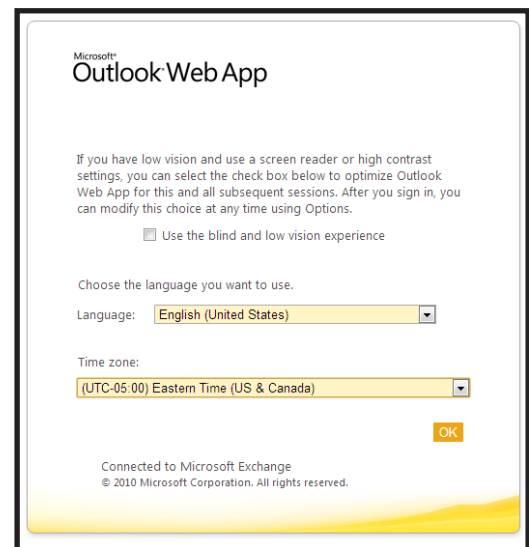 Microsoft®
Outlook Web App
If you have low vision and use a screen reader or high contrast
settings, you can select the check box below to optimize Outlook
Web App for this and all subsequent sessions. After you sign in, you
can modify this choice at any time using Options.
Use the blind and low vision experience
Choose the language you want to use.
Language: English (United States)
Time zone:
(UTC-05:00) Eastern Time (US & Canada)
OK
Connected to Microsoft Exchange
© 2010 Microsoft Corporation. All rights reserved.